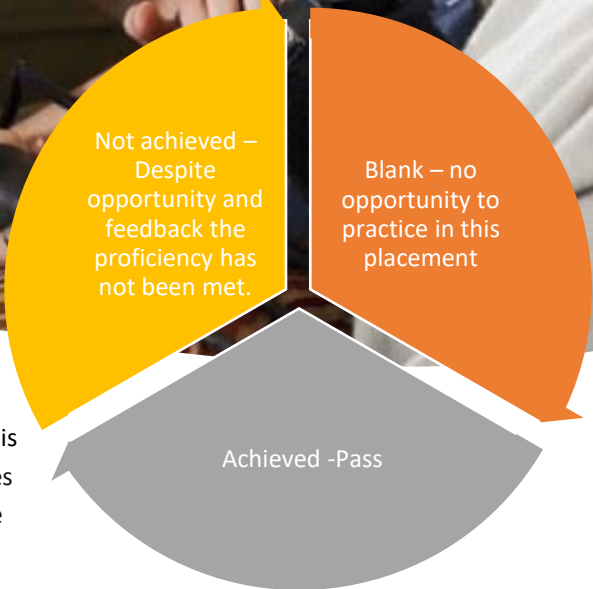 Not achieved –
Despite
opportunity and
feedback the
proficiency has
not been met.
Blank – no
opportunity to
practice in this
placement
Achieved -Pass
is